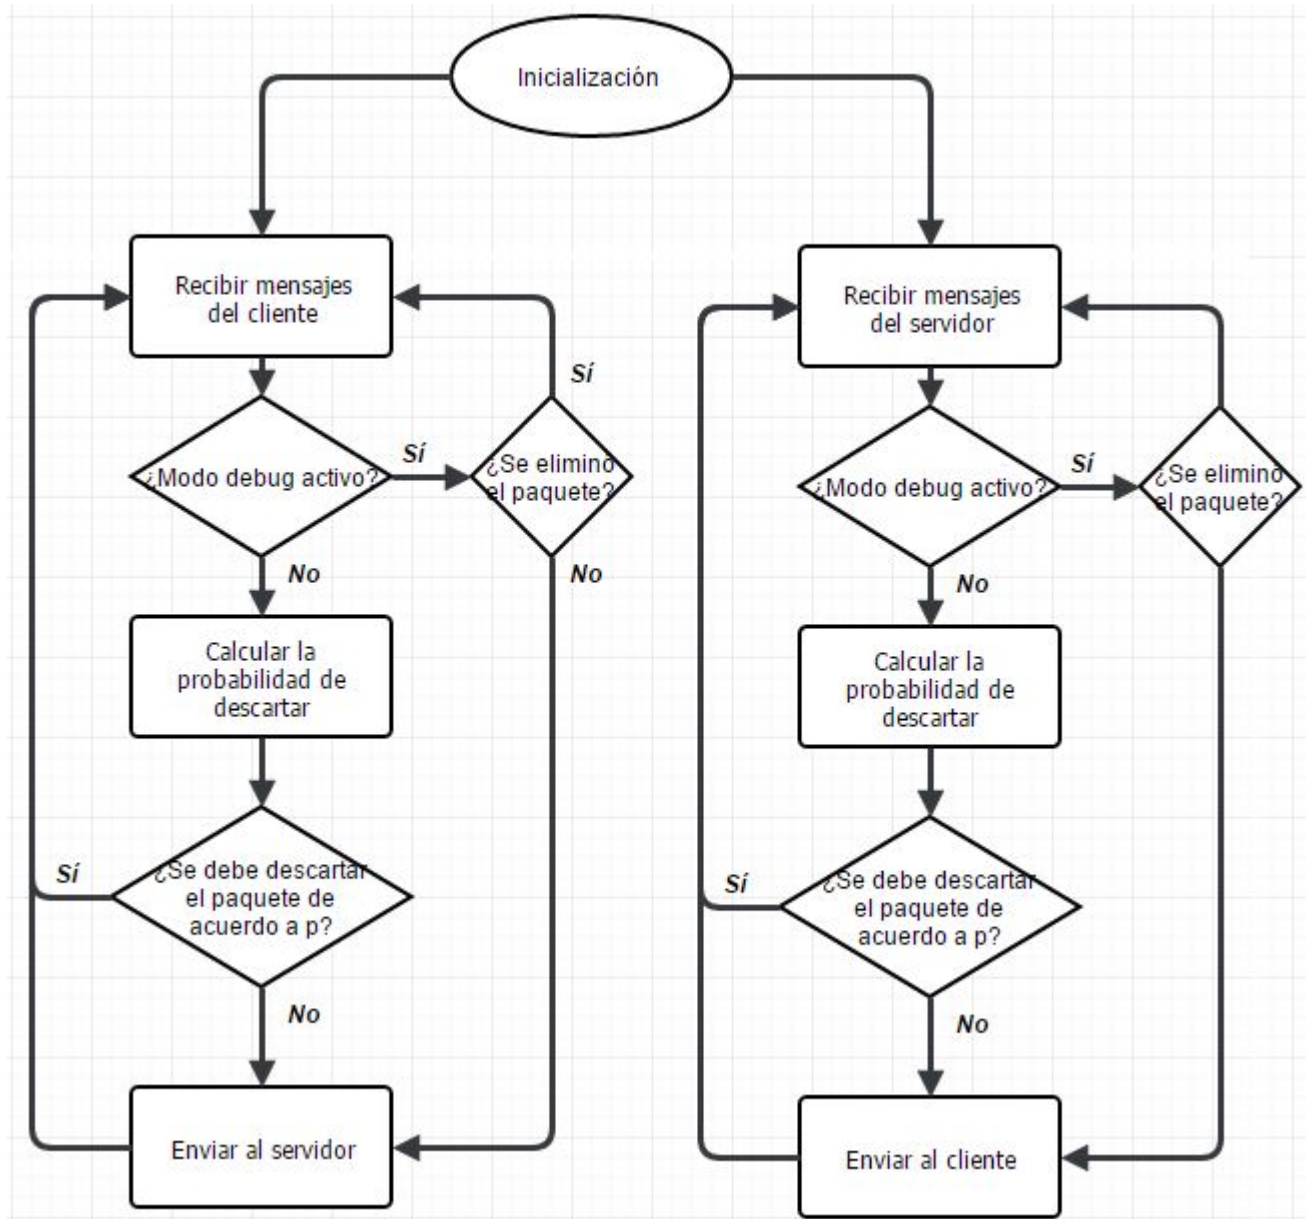 Inicialización
Recibir mensajes
del cliente
Sí
¿Modo debug activo?
Sí
¿Se elimino
el paquete?
No
No
Calcular la
probabilidad de
descartar
Sí
¿Se debe descartar
el paquete de
acuerdo a p?
No
Enviar al servidor
Recibir mensajes
del servidor
¿Modo debug activo?
Sí
¿Se elimino
el paquete?
No
Calcular la
probabilidad de
descartar
Sí
¿Se debe descartar
el paquete de
acuerdo a p?
No
Enviar al cliente